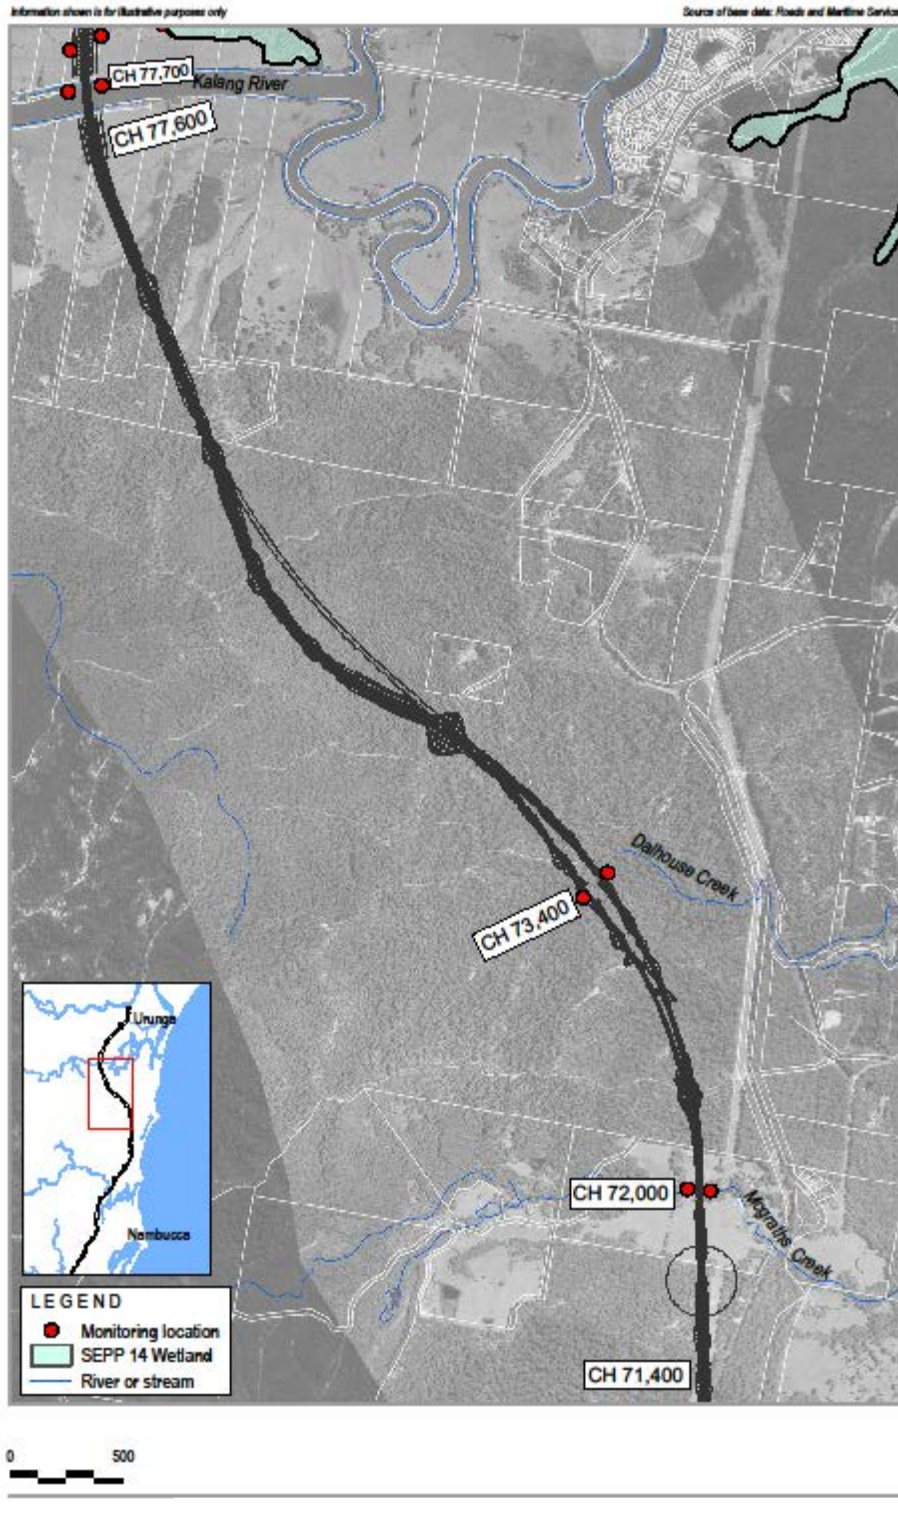 Information shown is for illustrative purposes only
Source of base data: Roads and Maritime Service
CH 77,700
Kalang River
CH 77,600
Dalhouse Creek
CH 73,400
Urunga
CH 72,000
Mcgraths Creek
Nambucca
LEGEND
Monitoring location
SEPP 14 Wetland
River or stream
CH 71,400
0 500